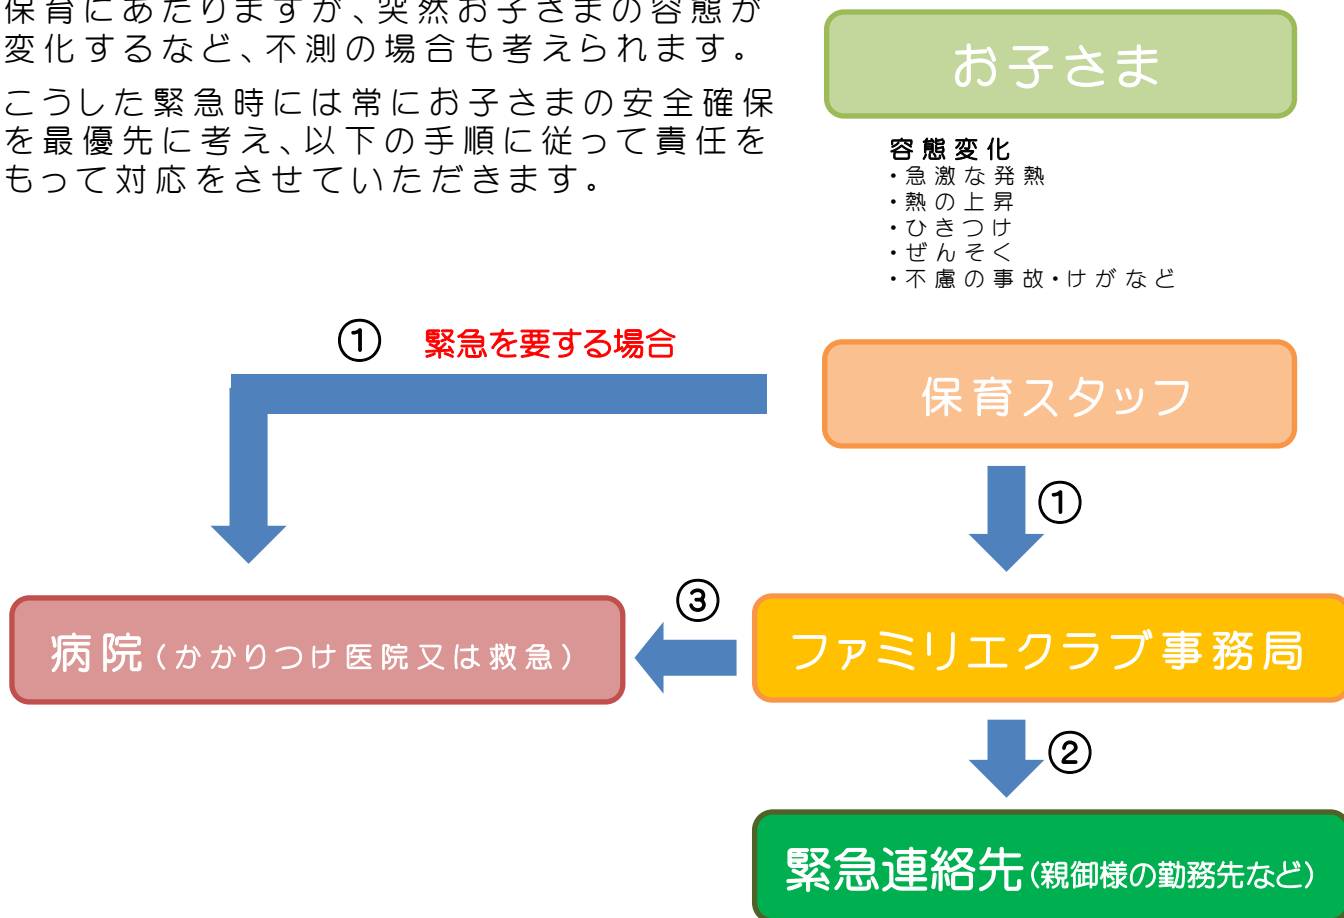 保育にあたりますが、突然お子さまの容態が
変化するなど、不測の場合も考えられます。
こうした緊急時には常にお子さまの安全確保
を最優先に考え、以下の手順に従って責任を
もって対応をさせていただきます。
お子さま
容態変化
・急激な発熱
・熱の上昇
・ひきつけ
・ぜんそく
・不慮の事故・けがなど
① 緊急を要する場合
保育スタッフ
①
③
病院（かかりつけ医院又は救急）
ファミリエクラブ事務局
②
緊急連絡先（親御様の勤務先など）